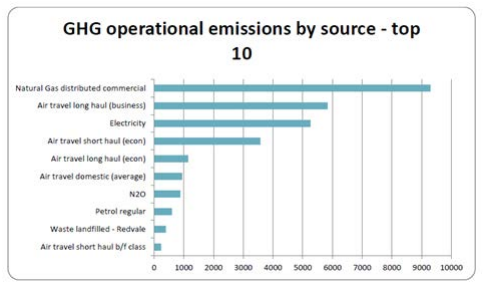 GHG operational emissions by source - top
10
Natural Gas distributed commercial
Air travel long haul (business)
Electricity
Air travel short haul (econ)
Air travel long haul (econ)
Air travel domestic (average)
N2O
Petrol regular
Waste landfilled - Redvale
Air travel short haul b/f class
0 1000 2000 3000 4000 5000 6000 7000 8000 9000 10000